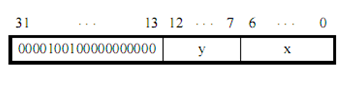 31 ... 13 12 ... 7 6 ... 0
0000100100000000000 y x